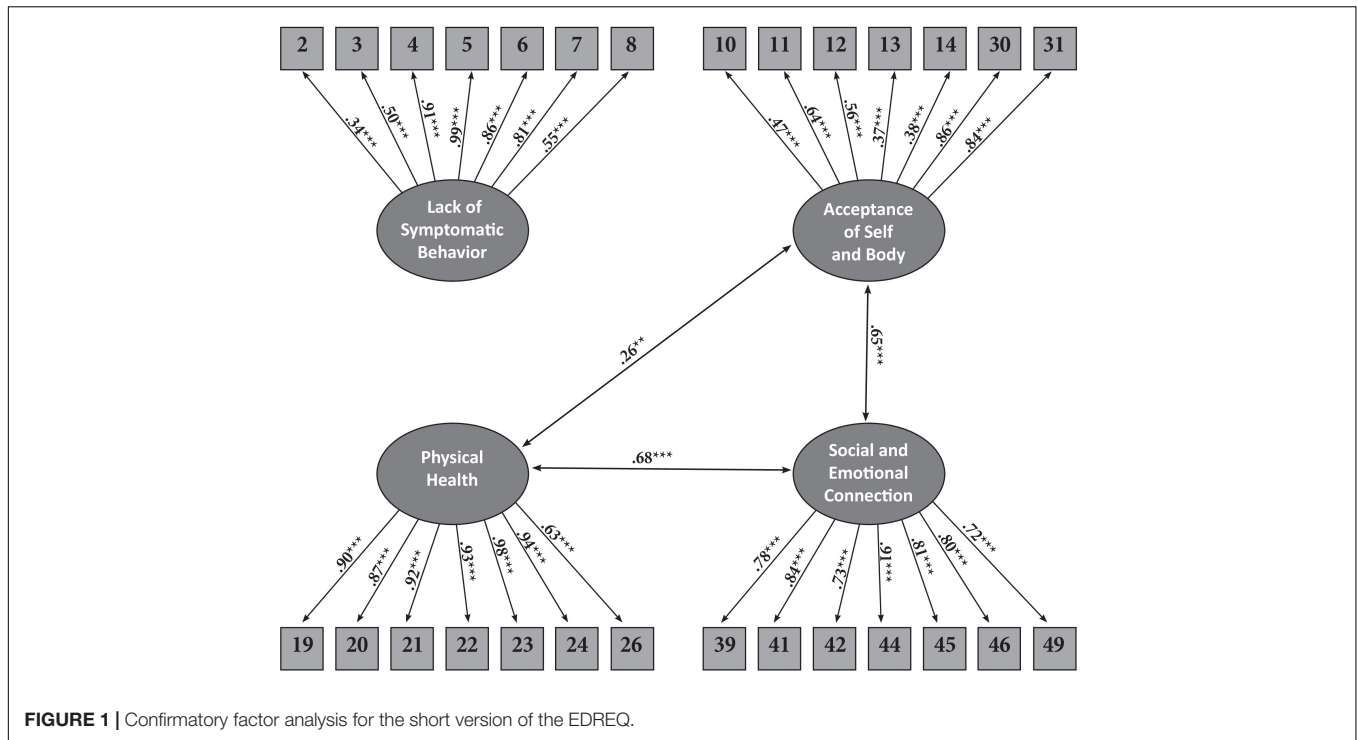 2 3 4 5 6 7 8
10 11 12 13 14 30 31
.34*** .50*** .91*** .99*** .86*** .81*** .55***
.47*** .64*** .56*** .37*** .38*** .86*** .84***
Lack of
Symptomatic
Behavior
Acceptance
of Self
and Body
.26**
.65***
.68***
Physical
Health
Social and
Emotional
Connection
.90*** .87*** .92*** .93*** .98*** .94*** .63***
.78*** .84*** .73*** .91*** .81*** .80*** .72***
19 20 21 22 23 24 26
39 41 42 44 45 46 49
FIGURE 1 | Confirmatory factor analysis for the short version of the EDREQ.